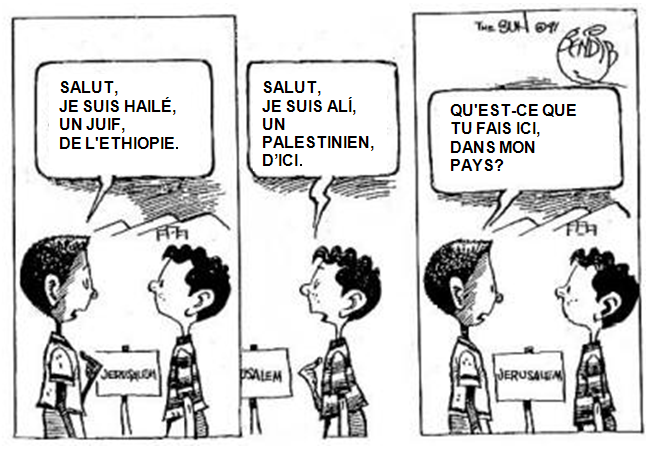 SALUT,
JE SUIS HAILÉ,
UN JUIF,
DE L'ETHIOPIE.
JERUSALEM
SALUT,
JE SUIS ALÍ,
UN
PALESTINIEN,
D'ICI.
USALEM
THE SUN ©91
BENDIB
QU'EST-CE QUE
TU FAIS ICI,
DANS MON
PAYS?
JERUSALEM